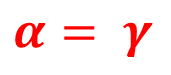 α = γ